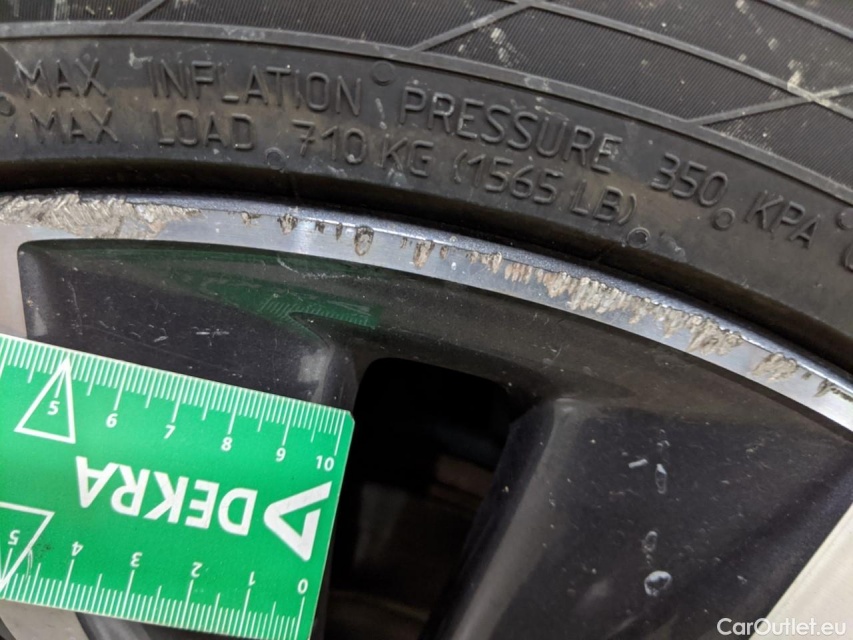 MAX INFLATION PRESSURE 350 KPA
MAX LOAD 710 KG (1565 LB)
5 6 7 8 9 10
DEKRA
5 4 3 2 1 0
CarOutlet.eu